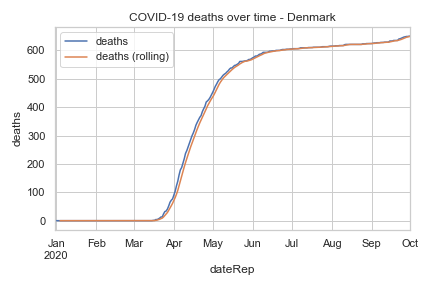 COVID-19 deaths over time - Denmark
deaths
deaths (rolling)
600
500
400
300
200
100
0
deaths
Jan Feb Mar Apr May Jun Jul Aug Sep Oct
2020
dateRep